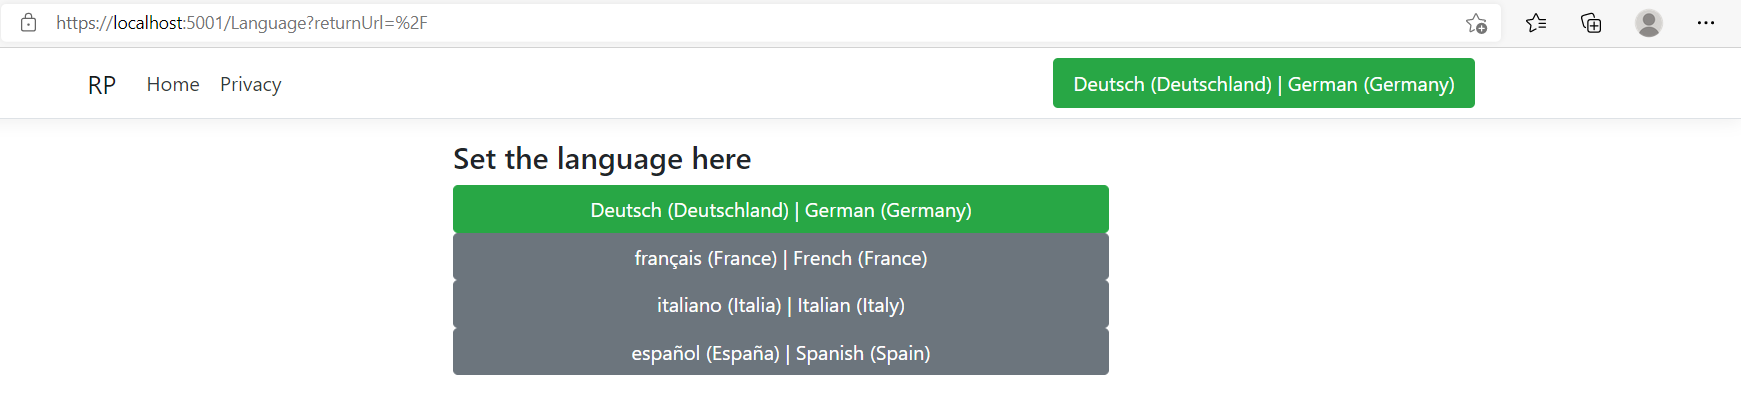 https://localhost:5001/Language?returnUrl=%2F
RP Home Privacy Deutsch (Deutschland) | German (Germany)
Set the language here
Deutsch (Deutschland) | German (Germany)
français (France) | French (France)
italiano (Italia) | Italian (Italy)
español (España) | Spanish (Spain)